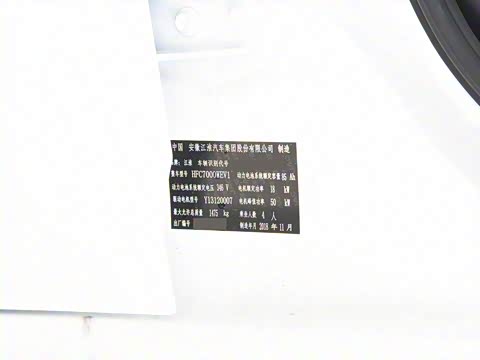 中国 安徽江淮汽车集团股份有限公司 制造
品牌: 江淮 车辆识别代号
整车型号 HFC7000WEV1 动力电池系统额定容量 85 Ah
动力电池系统额定电压 346 V 电机额定功率 18 kW
驱动电机型号 Y13120007 电机峰值功率 50 kW
最大允许总质量 1475 kg 乘坐人数 4 人
出厂编号 制造年月 2018 年 11 月